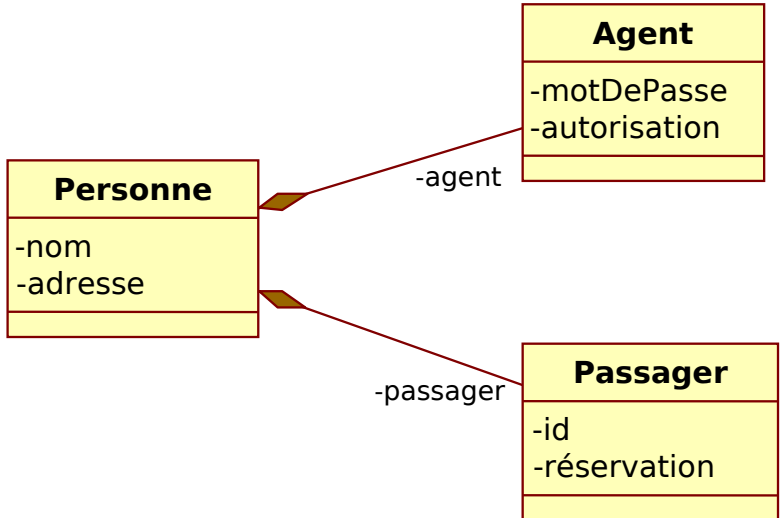 Agent
-motDePasse
-autorisation
-agent
Personne
-nom
-adresse
-passager
Passager
-id
-réservation